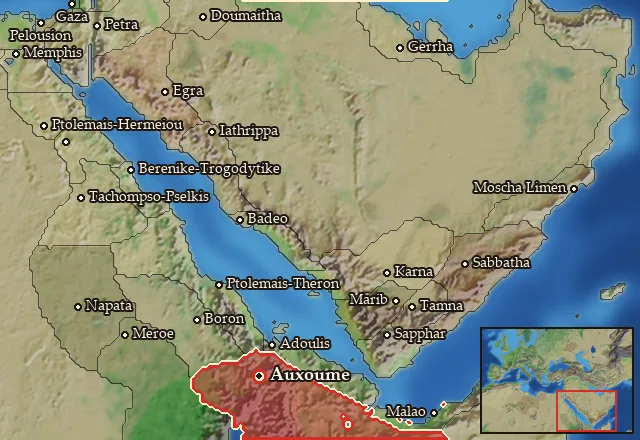 Gaza
Doumaitha
Petra
Pelousion
Gerrha
Memphis
Egra
Ptolemais-Hermeiou
Iathrippa
Berenike-Trogodytike
Moscha Limen
Tachompso-Pselkis
Badeo
Sabbatha
Karna
Ptolemais-Theron
Marib
Tamna
Napata
Boron
Meroe
Sapphar
Adoulis
Auxoume
Malao